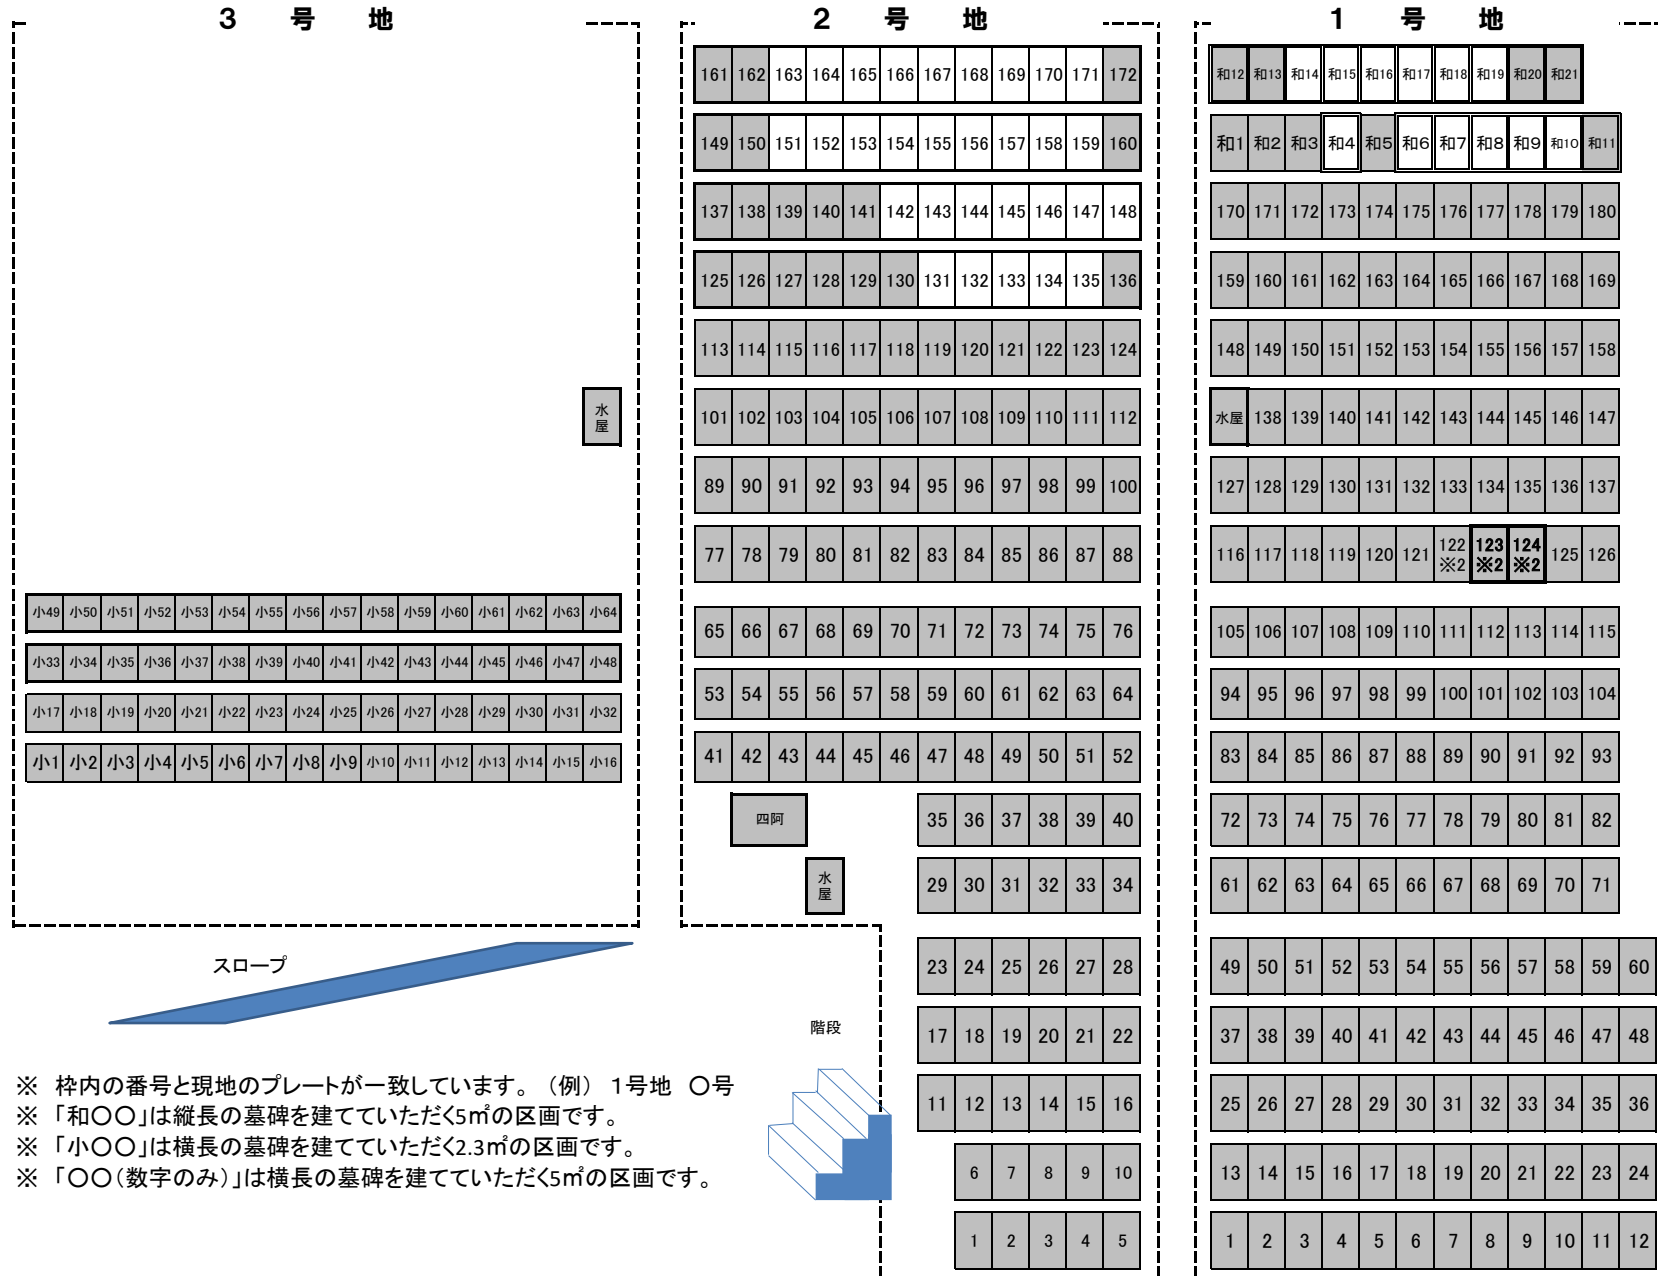 3 号 地
水
屋
小49 小50 小51 小52 小53 小54 小55 小56 小57 小58 小59 小60 小61 小62 小63 小64
小33 小34 小35 小36 小37 小38 小39 小40 小41 小42 小43 小44 小45 小46 小47 小48
小17 小18 小19 小20 小21 小22 小23 小24 小25 小26 小27 小28 小29 小30 小31 小32
小1 小2 小3 小4 小5 小6 小7 小8 小9 小10 小11 小12 小13 小14 小15 小16
スロープ
2 号 地
161 162 163 164 165 166 167 168 169 170 171 172
149 150 151 152 153 154 155 156 157 158 159 160
137 138 139 140 141 142 143 144 145 146 147 148
125 126 127 128 129 130 131 132 133 134 135 136
113 114 115 116 117 118 119 120 121 122 123 124
101 102 103 104 105 106 107 108 109 110 111 112
89 90 91 92 93 94 95 96 97 98 99 100
77 78 79 80 81 82 83 84 85 86 87 88
65 66 67 68 69 70 71 72 73 74 75 76
53 54 55 56 57 58 59 60 61 62 63 64
41 42 43 44 45 46 47 48 49 50 51 52
四阿 35 36 37 38 39 40
水
屋
29 30 31 32 33 34
23 24 25 26 27 28
階段
17 18 19 20 21 22
11 12 13 14 15 16
6 7 8 9 10
1 2 3 4 5
1 号 地
和12 和13 和14 和15 和16 和17 和18 和19 和20 和21
和1 和2 和3 和4 和5 和6 和7 和8 和9 和10 和11
170 171 172 173 174 175 176 177 178 179 180
159 160 161 162 163 164 165 166 167 168 169
148 149 150 151 152 153 154 155 156 157 158
水屋 138 139 140 141 142 143 144 145 146 147
127 128 129 130 131 132 133 134 135 136 137
116 117 118 119 120 121 122 123 124 125 126
※2 ※2 ※2
105 106 107 108 109 110 111 112 113 114 115
94 95 96 97 98 99 100 101 102 103 104
83 84 85 86 87 88 89 90 91 92 93
72 73 74 75 76 77 78 79 80 81 82
61 62 63 64 65 66 67 68 69 70 71
49 50 51 52 53 54 55 56 57 58 59 60
37 38 39 40 41 42 43 44 45 46 47 48
25 26 27 28 29 30 31 32 33 34 35 36
13 14 15 16 17 18 19 20 21 22 23 24
1 2 3 4 5 6 7 8 9 10 11 12
※ 枠内の番号と現地のプレートが一致しています。 （例） 1号地 〇号
※ 「和〇〇」は縦長の墓碑を建てていただく5㎡の区画です。
※ 「小〇〇」は横長の墓碑を建てていただく2.3㎡の区画です。
※ 「〇〇（数字のみ）」は横長の墓碑を建てていただく5㎡の区画です。